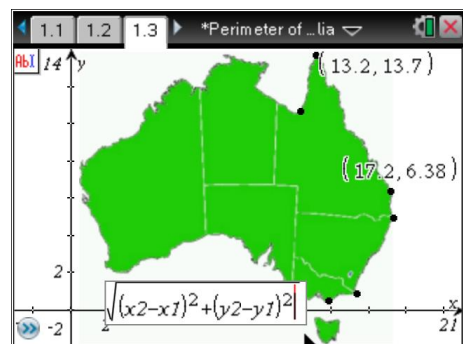 1.1 1.2 1.3 *Perimeter of ...lia
Abl 14 y
(13.2, 13.7)
(17.2, 6.38)
2
√(x2-x1)²+(y2-y1)²
x
-2 2 21